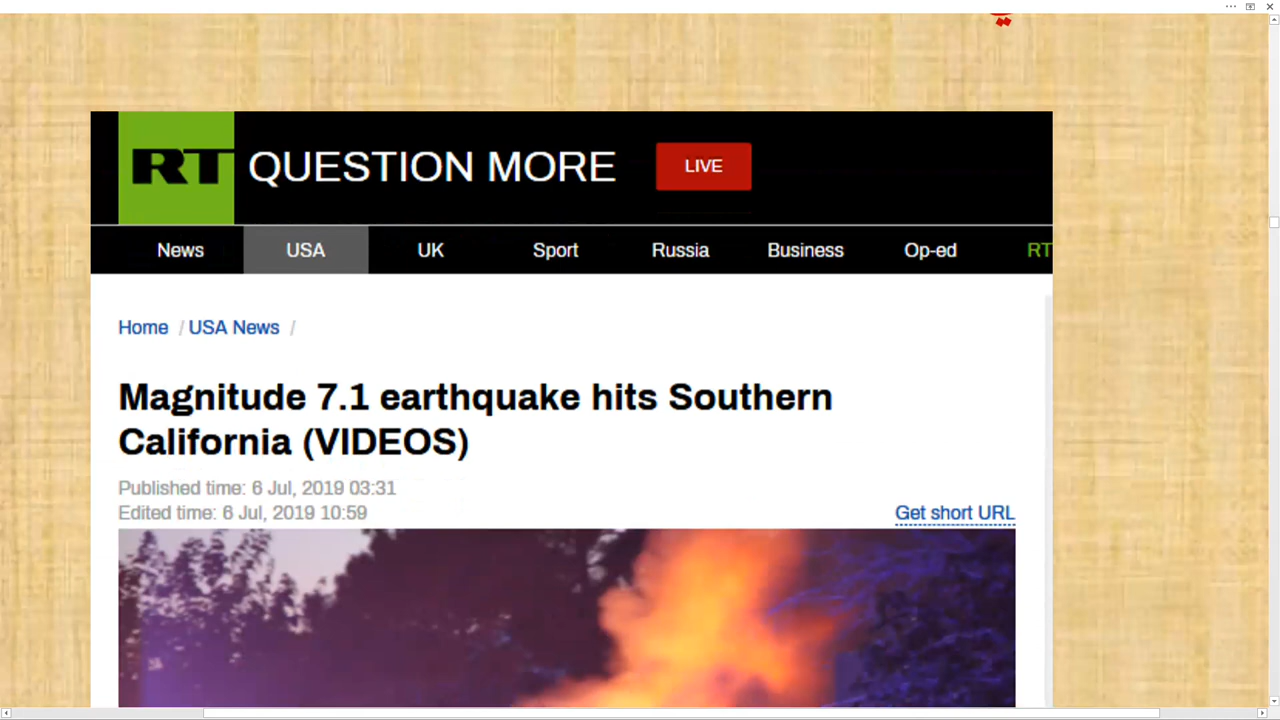 RT QUESTION MORE LIVE
News USA UK Sport Russia Business Op-ed RT
Home / USA News /
Magnitude 7.1 earthquake hits Southern
California (VIDEOS)
Published time: 6 Jul, 2019 03:31
Edited time: 6 Jul, 2019 10:59
Get short URL